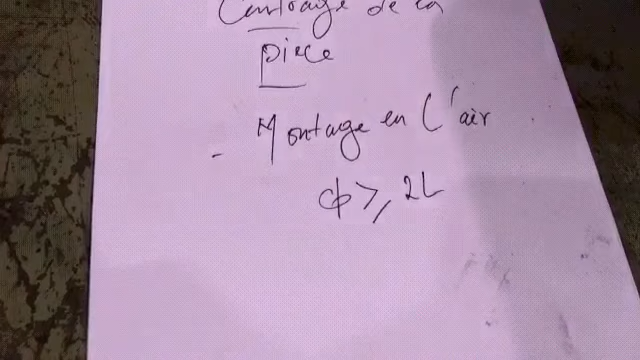 Centrage de la
pièce
- Montage en l'air
ϕ ≥ 2L